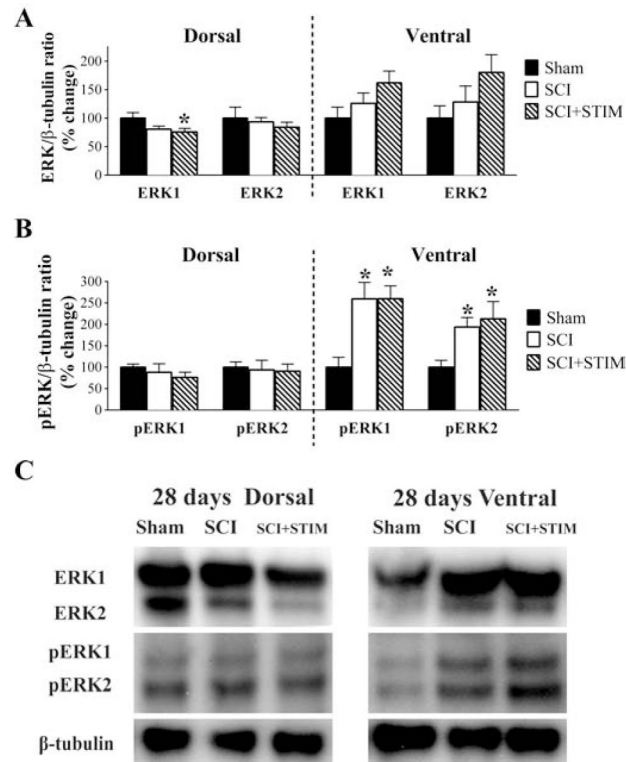 A
Dorsal
Ventral
ERK/β-tubulin ratio
(% change)
200
150
100
50
0
*
Sham
SCI
SCI+STIM
ERK1
ERK2
ERK1
ERK2
B
Dorsal
Ventral
pERK/β-tubulin ratio
(% change)
300
250
200
150
100
50
0
* *
* *
Sham
SCI
SCI+STIM
pERK1
pERK2
pERK1
pERK2
C
28 days Dorsal
28 days Ventral
Sham SCI SCI+STIM
Sham SCI SCI+STIM
ERK1
ERK2
pERK1
pERK2
β-tubulin